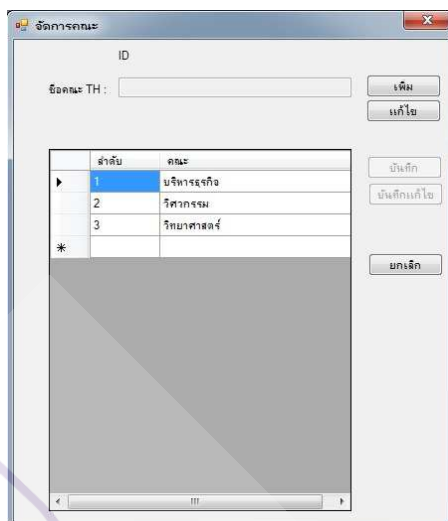 จัดการคณะ
ID
ชื่อคณะ TH :
เพิ่ม
แก้ไข
ลำดับ คณะ
1 บริหารธุรกิจ
2 วิศวกรรม
3 วิทยาศาสตร์
บันทึก
บันทึกแก้ไข
ยกเลิก